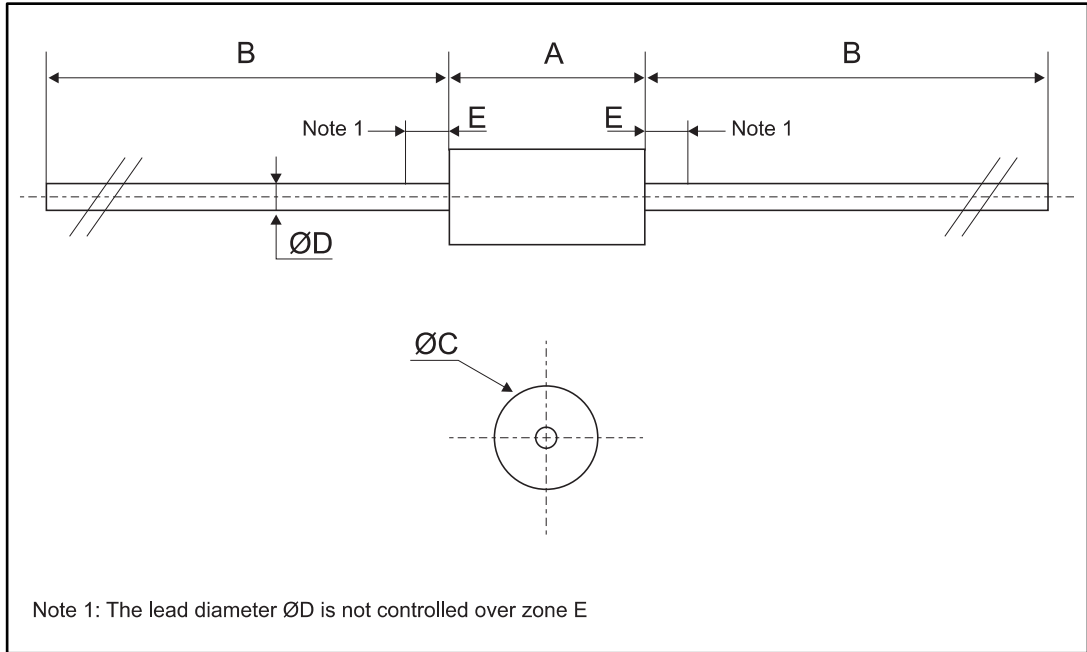 B A B
Note 1 E E Note 1
ØD
ØC
Note 1: The lead diameter ØD is not controlled over zone E